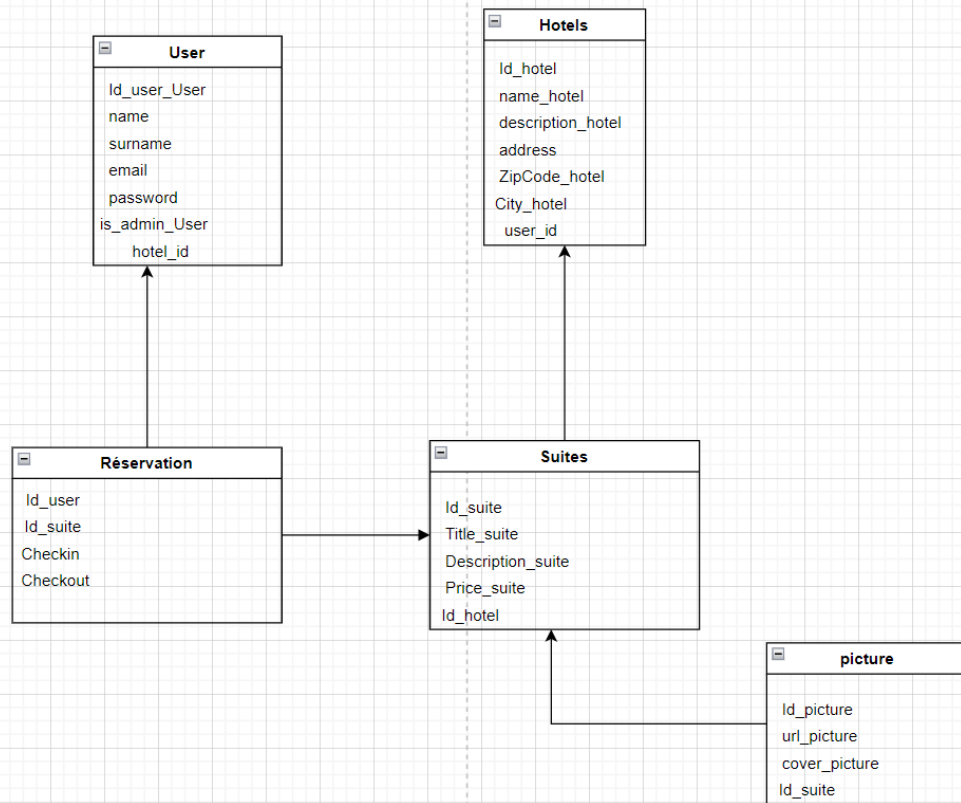 User
Id_user_User
name
surname
email
password
is_admin_User
hotel_id
Hotels
Id_hotel
name_hotel
description_hotel
address
ZipCode_hotel
City_hotel
user_id
Réservation
Id_user
Id_suite
Checkin
Checkout
Suites
Id_suite
Title_suite
Description_suite
Price_suite
Id_hotel
picture
Id_picture
url_picture
cover_picture
Id_suite